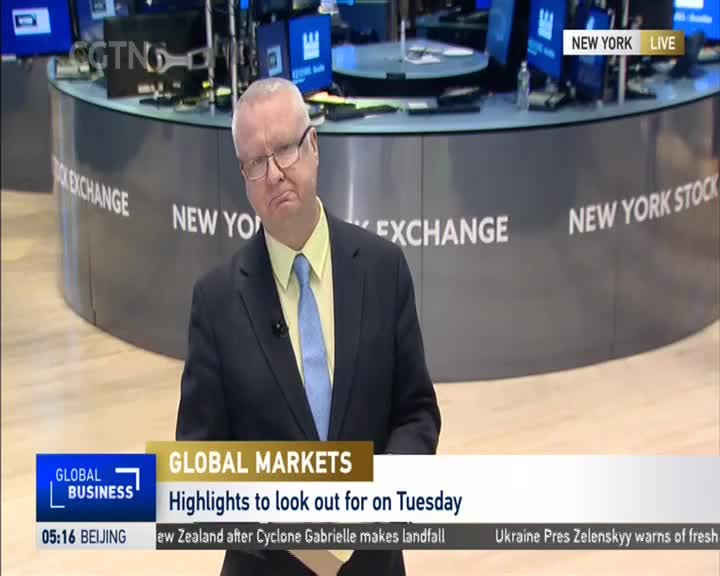 CGTN
NEW YORK LIVE
STOCK EXCHANGE
NEW YORK STOCK EXCHANGE
NEW YORK STOCK
GLOBAL MARKETS
GLOBAL
BUSINESS
Highlights to look out for on Tuesday
05:16 BEIJING
ew Zealand after Cyclone Gabrielle makes landfall
Ukraine Pres Zelenskyy warns of fresh